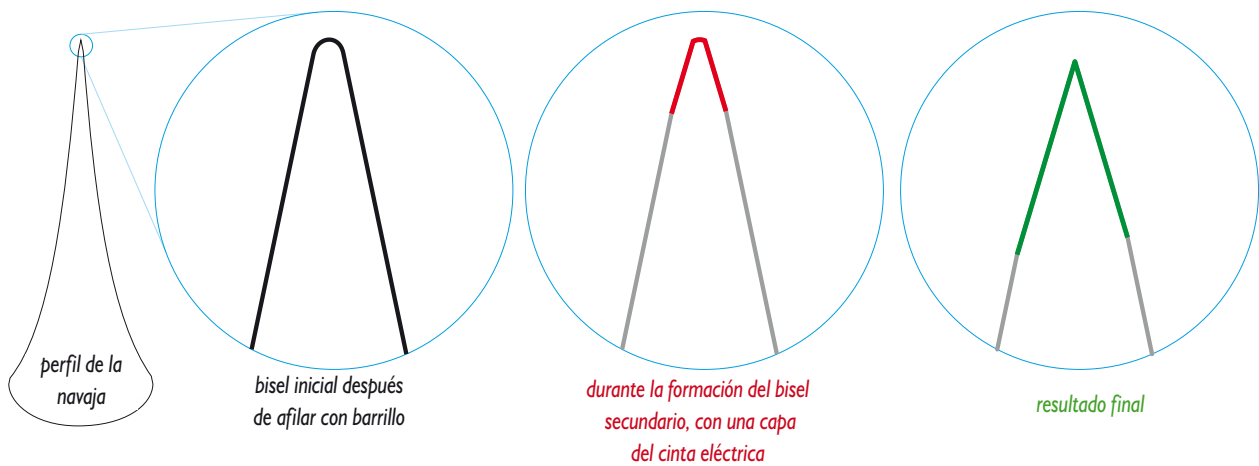 perfil de la
navaja
bisel inicial después
de afilar con barrillo
durante la formación del bisel
secundario, con una capa
del cinta eléctrica
resultado final